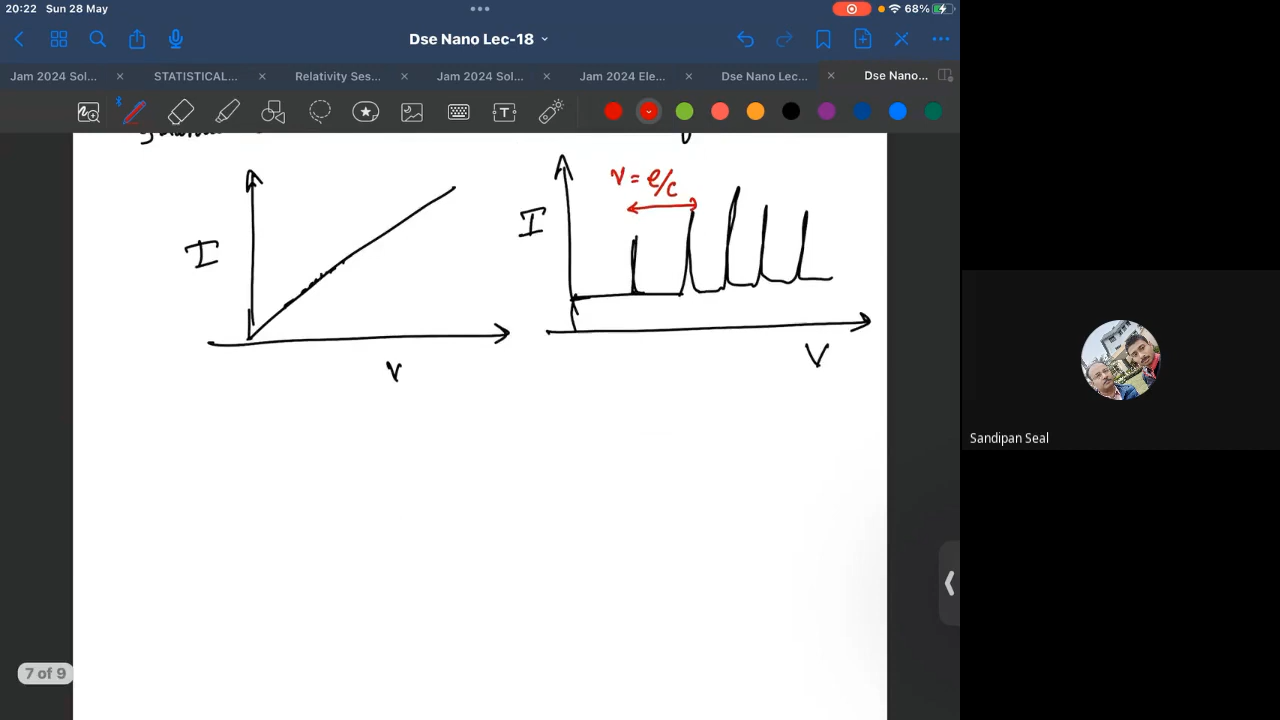 20:22 Sun 28 May
68%
Dse Nano Lec-18
Jam 2024 Sol...
STATISTICAL...
Relativity Ses...
Jam 2024 Sol...
Jam 2024 Ele...
Dse Nano Lec...
Dse Nano...
V = e/c
I
V
I
V
Sandipan Seal
7 of 9